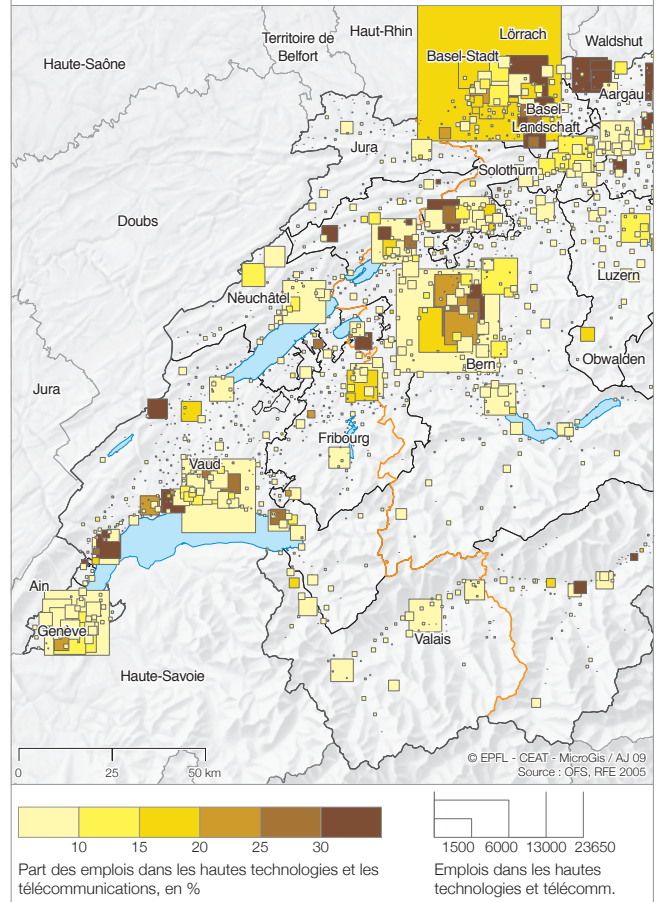 Haut-Rhin
Lörrach
Territoire de
Belfort
Waldshut
Haute-Saône
Basel-Stadt
Aargau
Basel-
Landschaft
Jura
Solothurn
Doubs
Luzern
Neuchâtel
Bern
Obwalden
Jura
Fribourg
Vaud
Ain
Genève
Valais
Haute-Savoie
0 25 50 km
© EPFL - CEAT - MicroGis / AJ 09
Source : OFS, RFE 2005
10 15 20 25 30
1500 6000 13000 23650
Part des emplois dans les hautes technologies et les
télécommunications, en %
Emplois dans les hautes
technologies et télécomm.